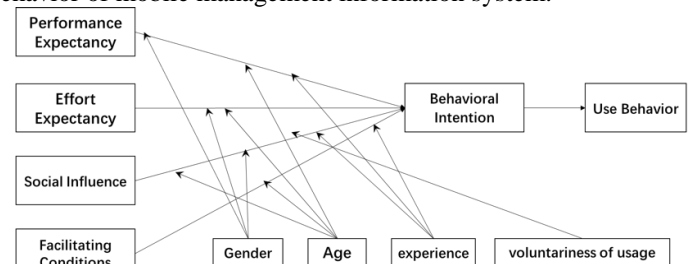 ehavior of mobile management information system.
Performance
Expectancy
Effort
Expectancy
Behavioral
Intention
Use Behavior
Social Influence
Facilitating
Conditions
Gender
Age
experience
voluntariness of usage